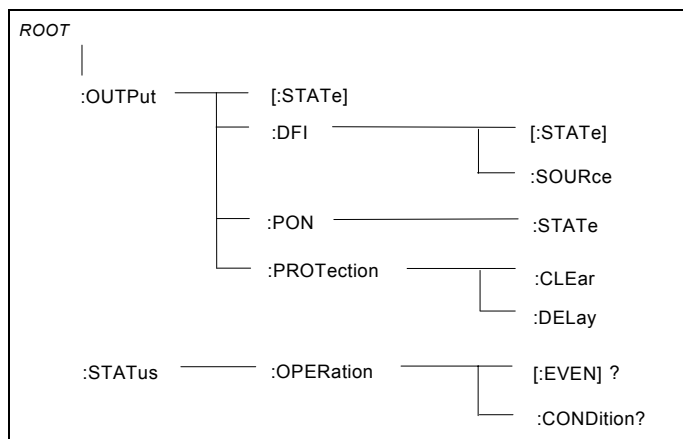 ROOT
:OUTPut [:STATe]
:DFI [:STATe]
:SOURce
:PON :STATe
:PROTection :CLEar
:DELay
:STATus :OPERation [:EVEN] ?
:CONDition?